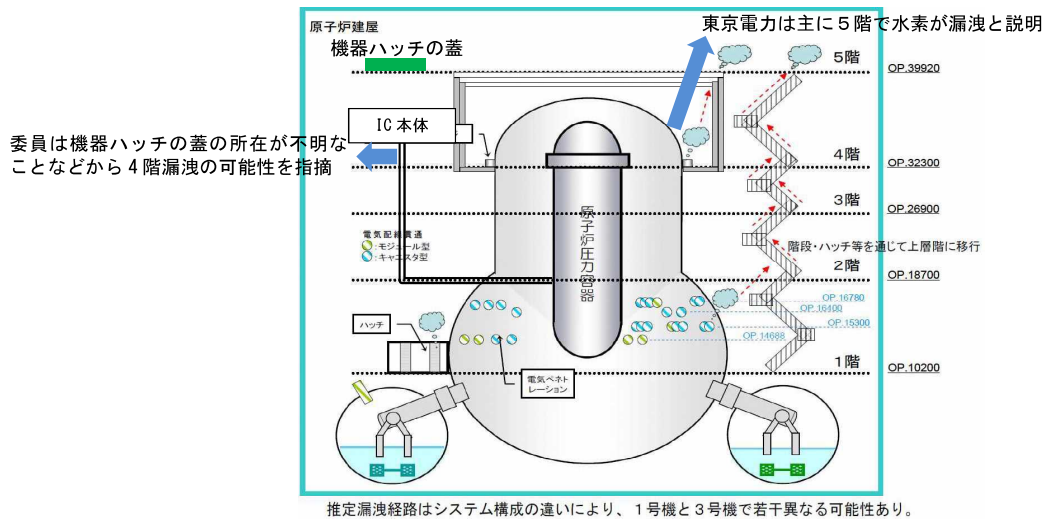 東京電力は主に５階で水素が漏洩と説明
原子炉建屋
機器ハッチの蓋
5階
OP.39920
IC 本体
委員は機器ハッチの蓋の所在が不明な
ことなどから４階漏洩の可能性を指摘
4階
OP.32300
3階
OP.26900
原子炉圧力容器
電気配線貫通
:モジュール型
:キャニスタ型
階段・ハッチ等を通じて上層階に移行
2階
OP.18700
OP.16780
OP.16400
OP.15300
OP.14688
ハッチ
1階
OP.10200
電気ペネト
レーション
推定漏洩経路はシステム構成の違いにより、１号機と３号機で若干異なる可能性あり。